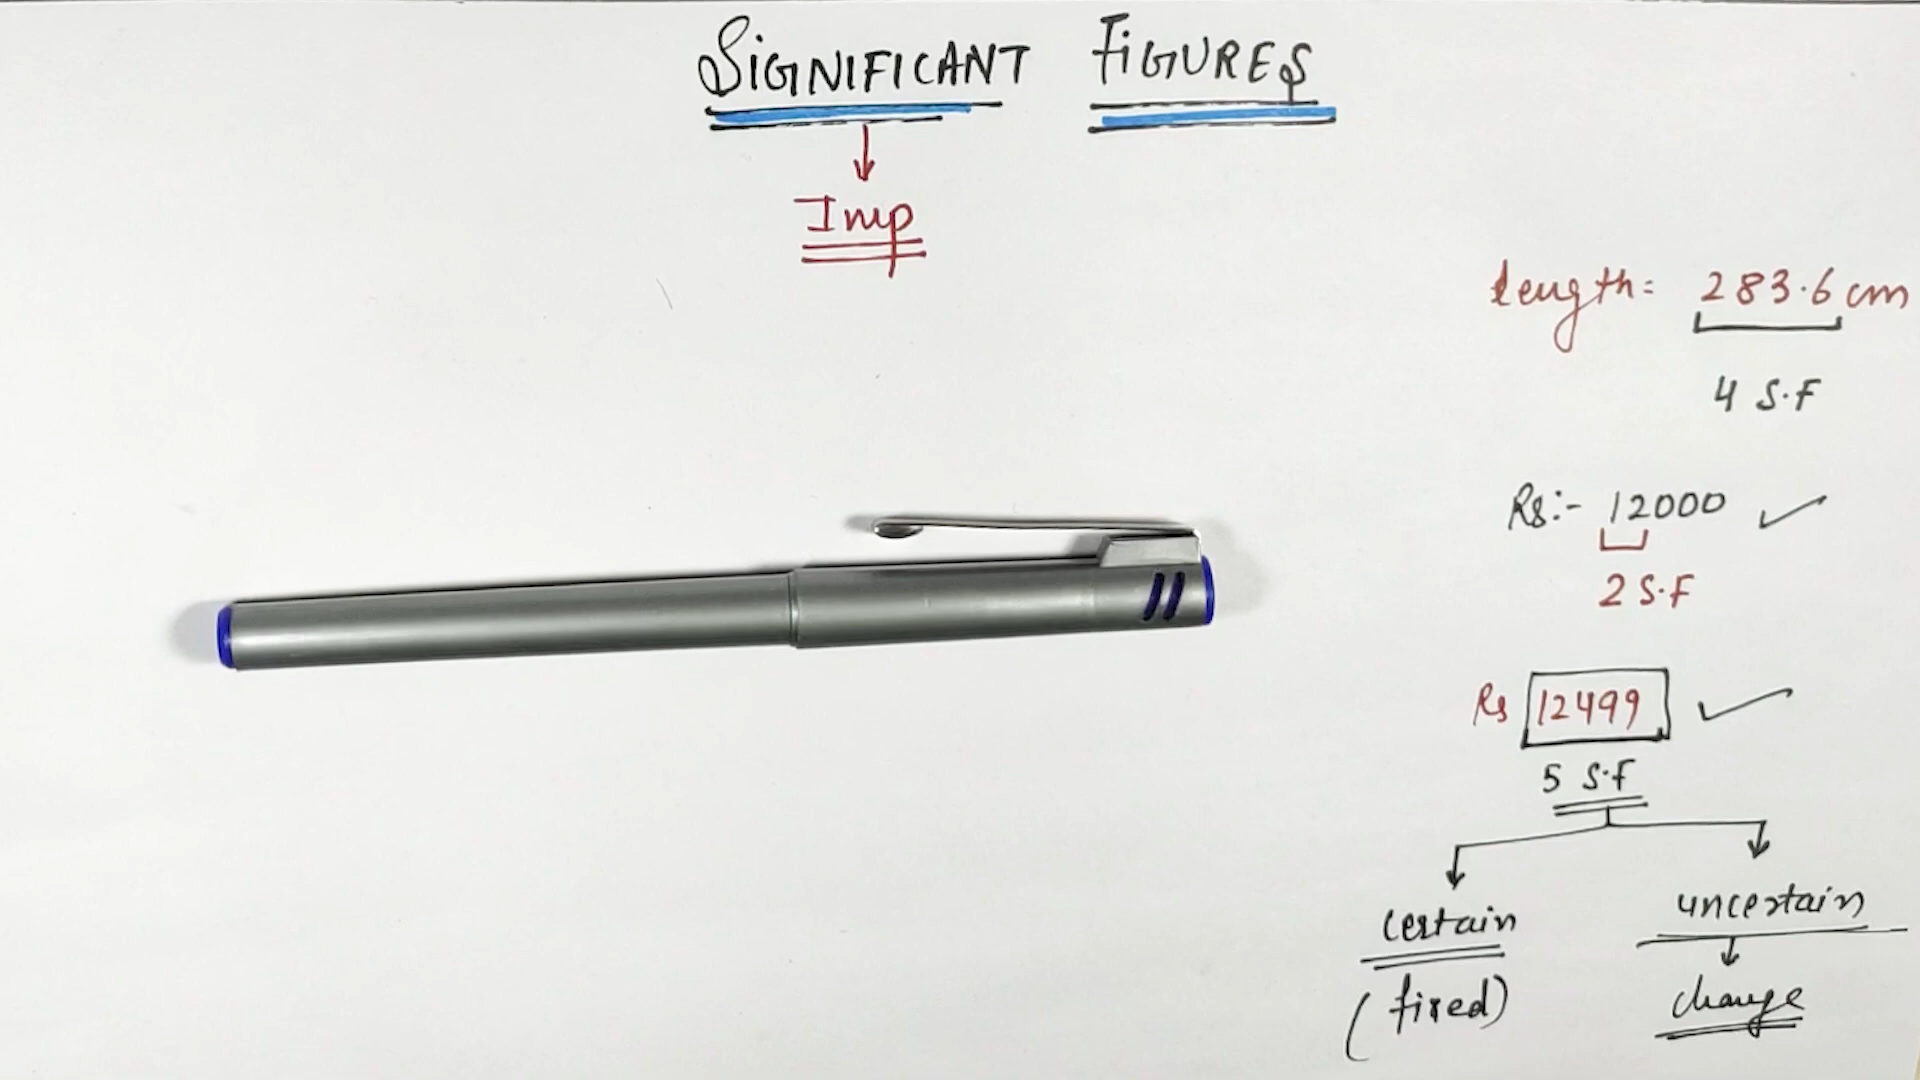 SIGNIFICANT FIGURES
Imp
length = 283.6 cm
4 S.F
Rs:- 12000
2 S.F
Rs 12499
5 S.F
certain uncertain
(fixed) change